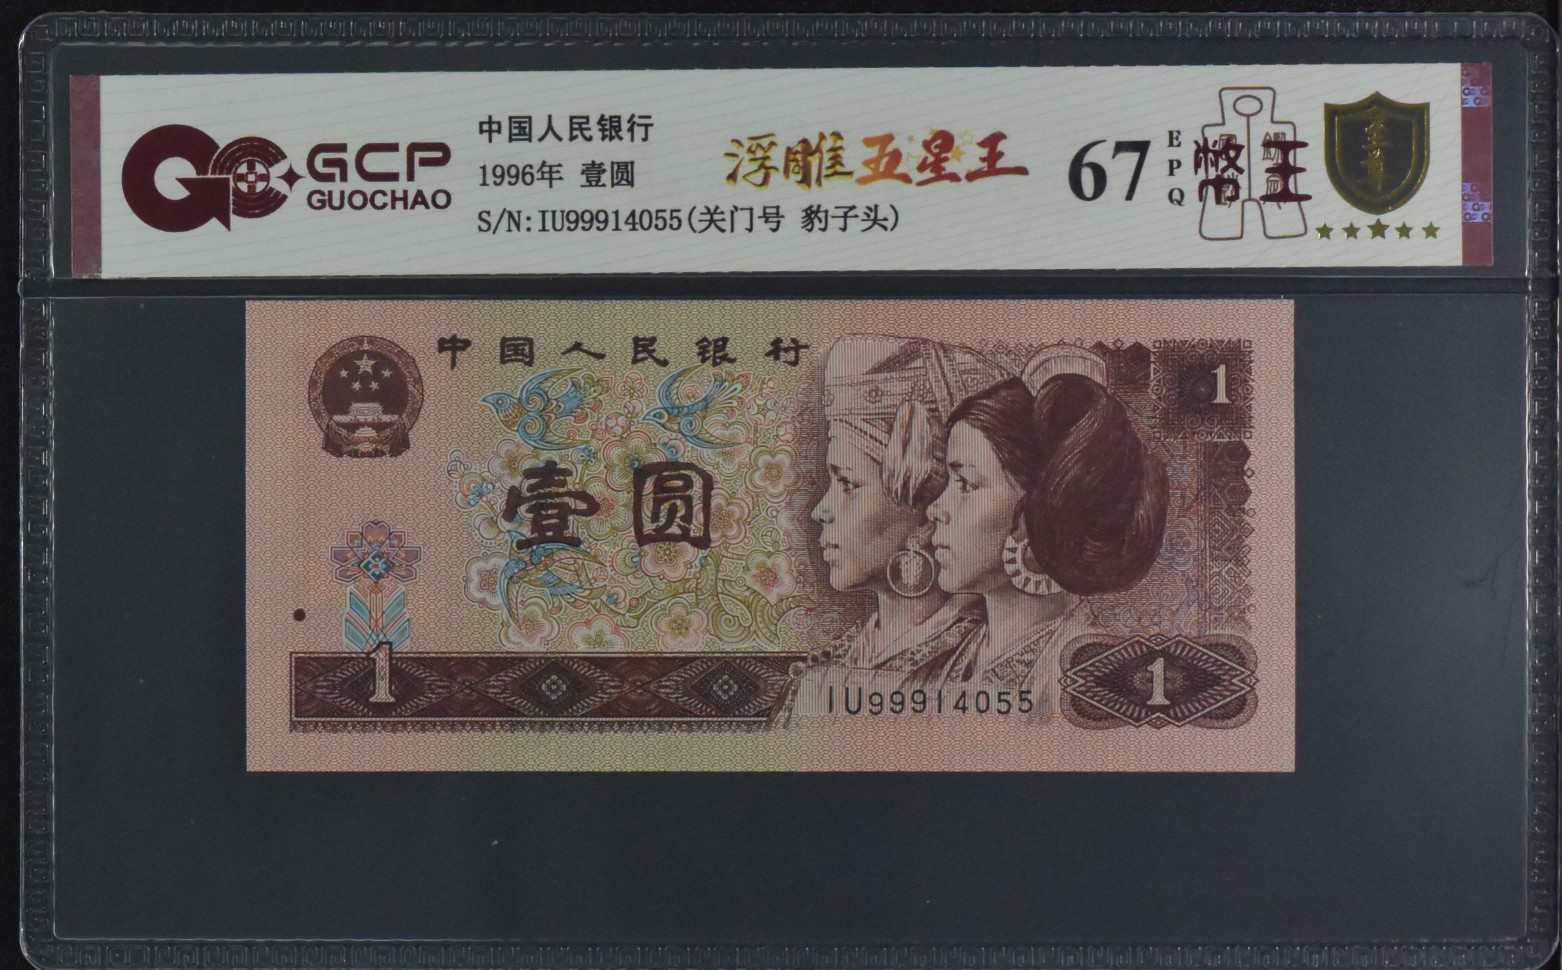 GCP
GUOCHAO
中国人民银行
1996年 壹圆
S/N:IU99914055(关门号 豹子头)
浮雕五星王
67
EPQ
币王
至尊
中国人民银行
1
壹圆
1
IU99914055
1